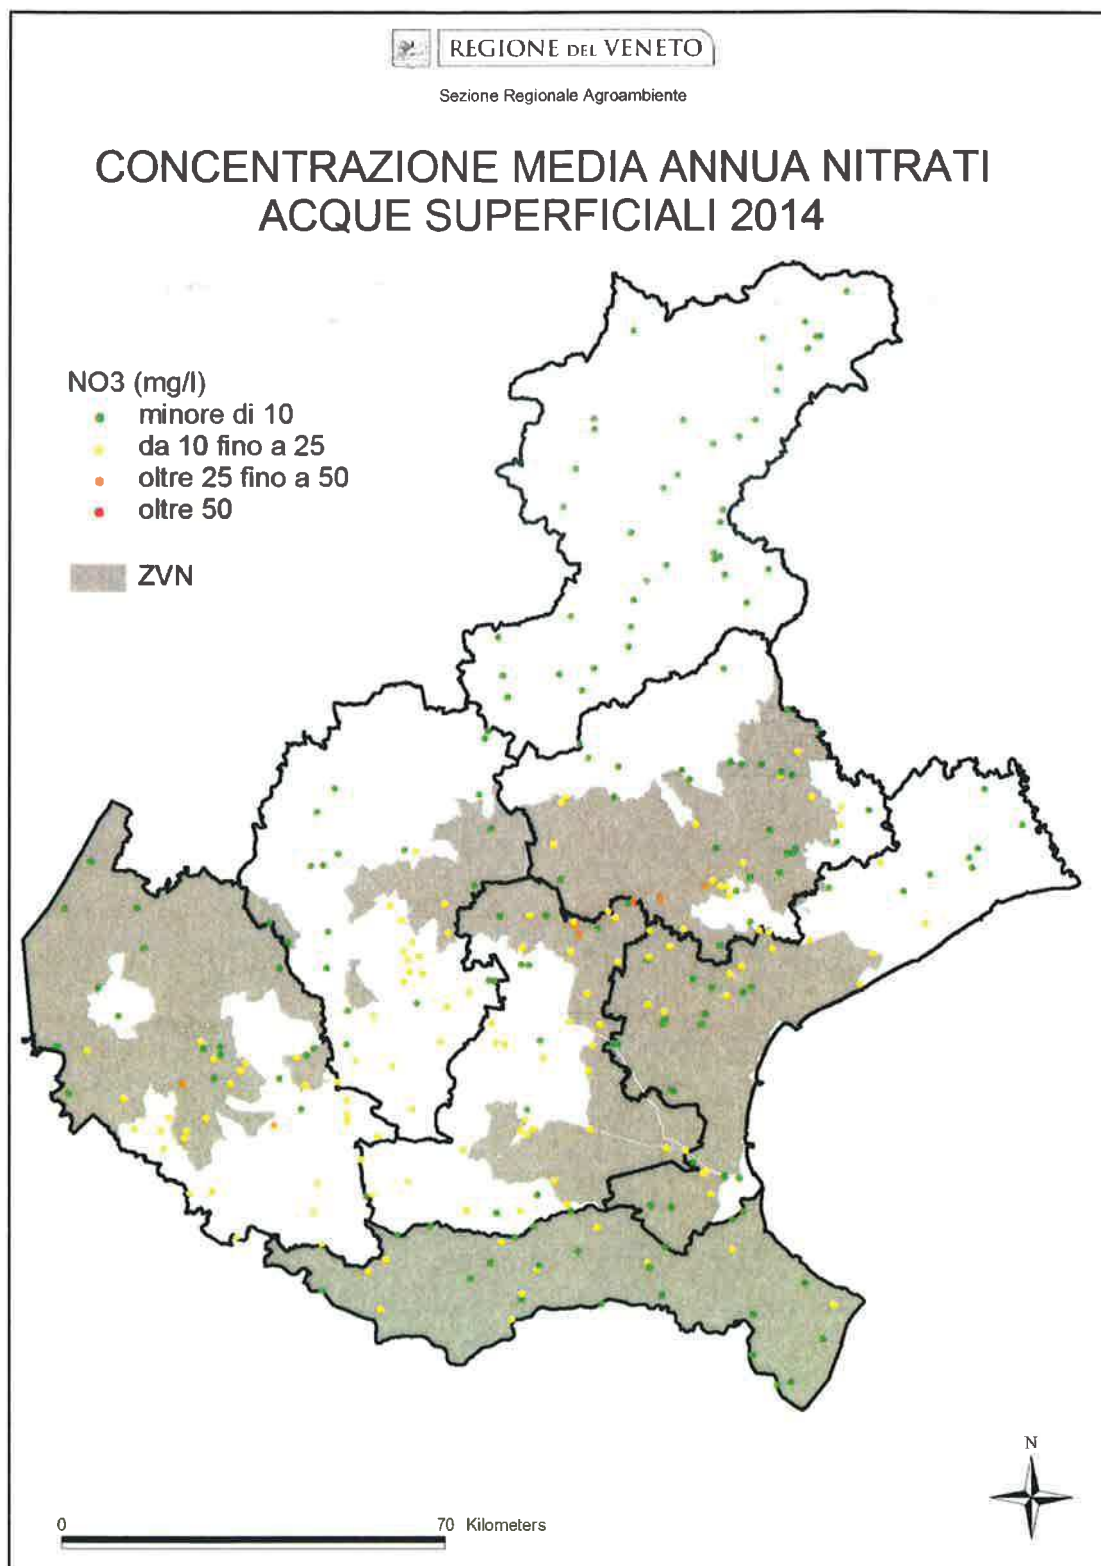 REGIONE DEL VENETO
Sezione Regionale Agroambiente
CONCENTRAZIONE MEDIA ANNUA NITRATI
ACQUE SUPERFICIALI 2014
NO3 (mg/l)
minore di 10
da 10 fino a 25
oltre 25 fino a 50
oltre 50
ZVN
N
0 70 Kilometers